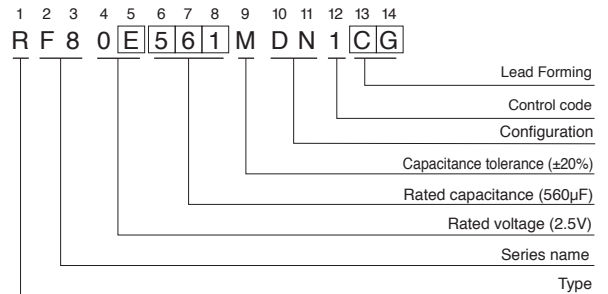 1 2 3 4 5 6 7 8 9 10 11 12 13 14
R F 8 0 E 5 6 1 M D N 1 C G
Lead Forming
Control code
Configuration
Capacitance tolerance (±20%)
Rated capacitance (560µF)
Rated voltage (2.5V)
Series name
Type